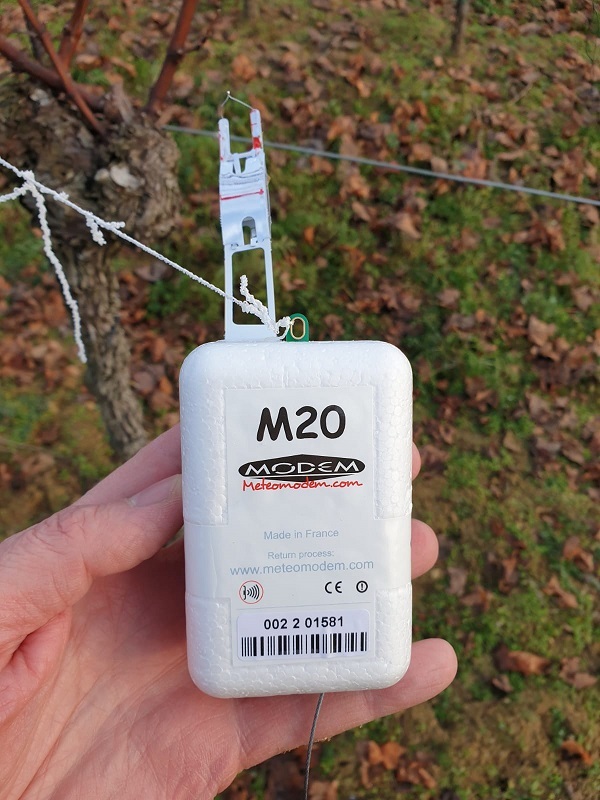 M20
MODEM
Meteomodem.com
Made in France
Return process:
www.meteomodem.com
CE
002 2 01581